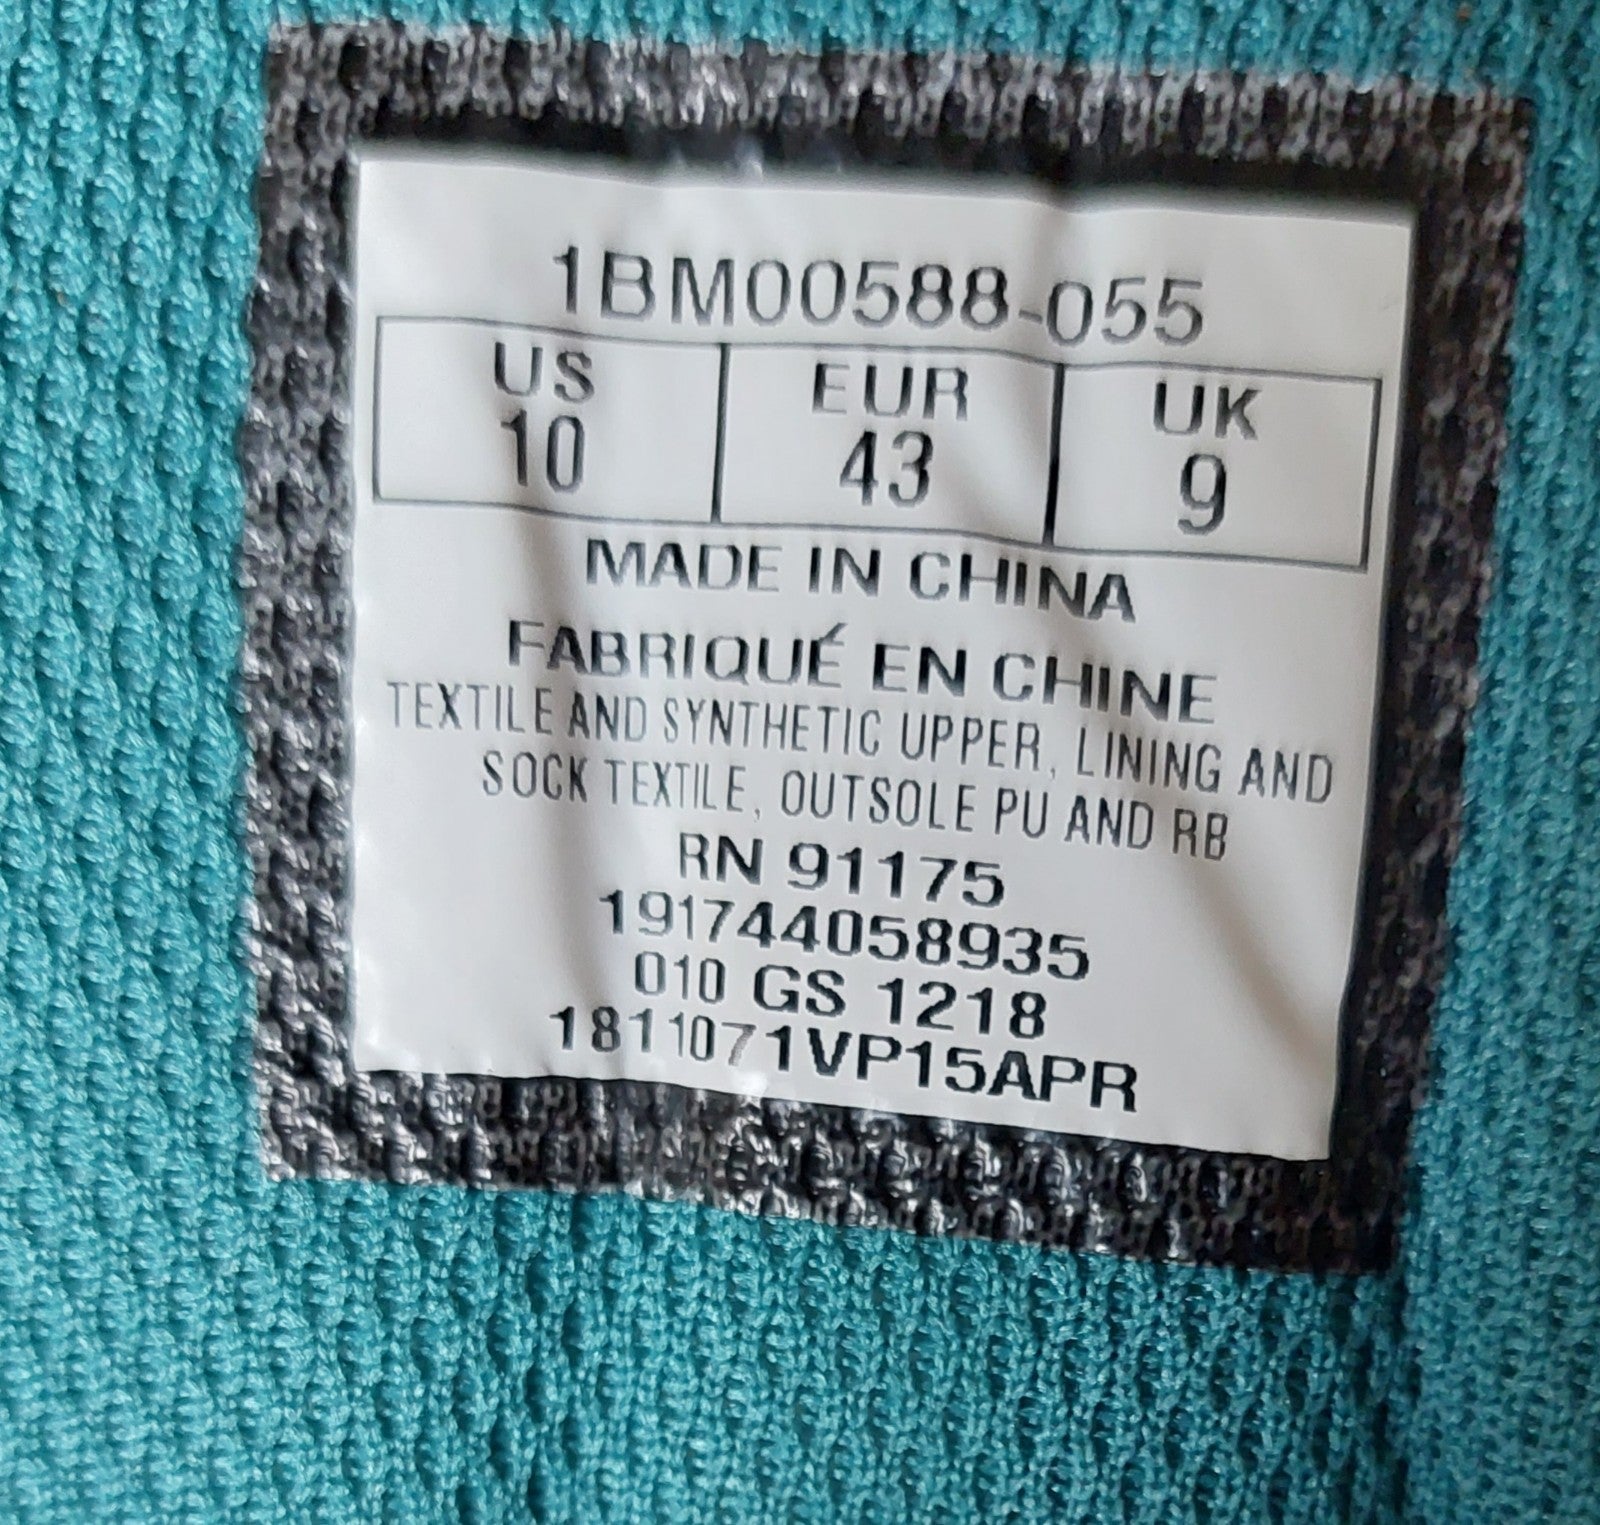 1BM00588-055
US EUR UK
10 43 9
MADE IN CHINA
FABRIQUÉ EN CHINE
TEXTILE AND SYNTHETIC UPPER, LINING AND
SOCK TEXTILE, OUTSOLE PU AND RB
RN 91175
191744058935
010 GS 1218
1811071VP15APR